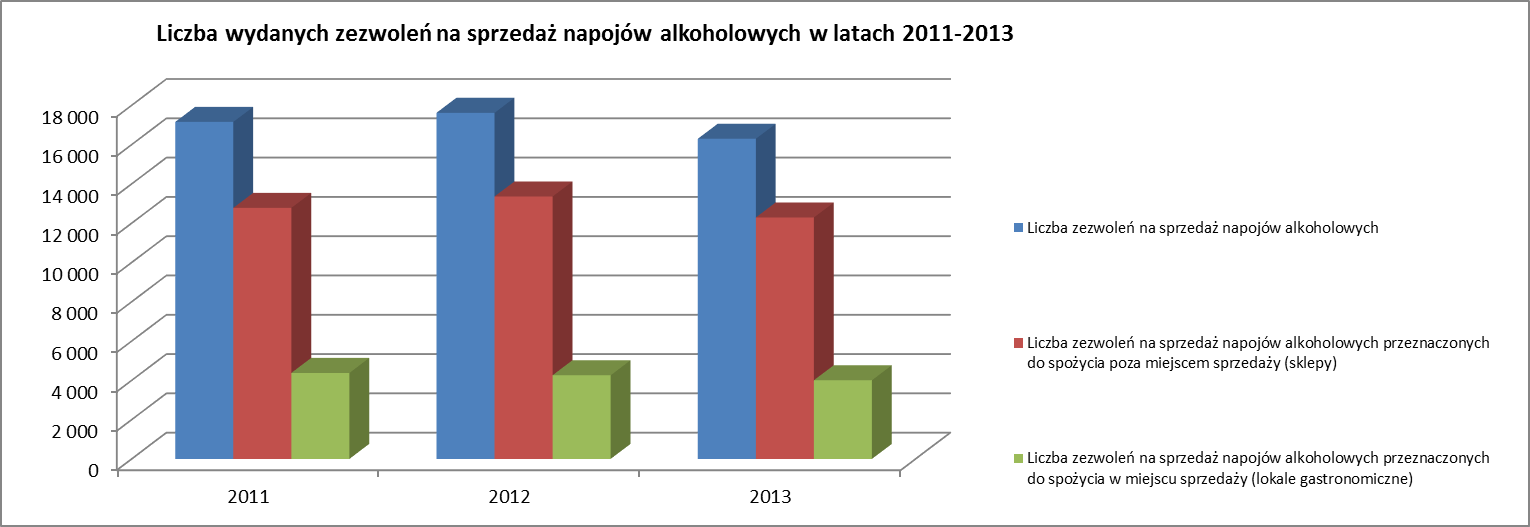 Liczba wydanych zezwoleń na sprzedaż napojów alkoholowych w latach 2011-2013
18 000
16 000
14 000
12 000
10 000
8 000
6 000
4 000
2 000
0
2011
2012
2013
Liczba zezwoleń na sprzedaż napojów alkoholowych
Liczba zezwoleń na sprzedaż napojów alkoholowych przeznaczonych
do spożycia poza miejscem sprzedaży (sklepy)
Liczba zezwoleń na sprzedaż napojów alkoholowych przeznaczonych
do spożycia w miejscu sprzedaży (lokale gastronomiczne)